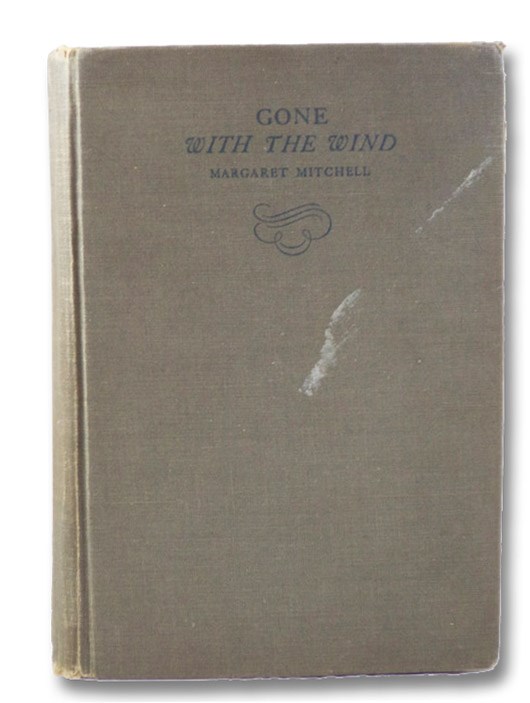 GONE
WITH THE WIND
MARGARET MITCHELL